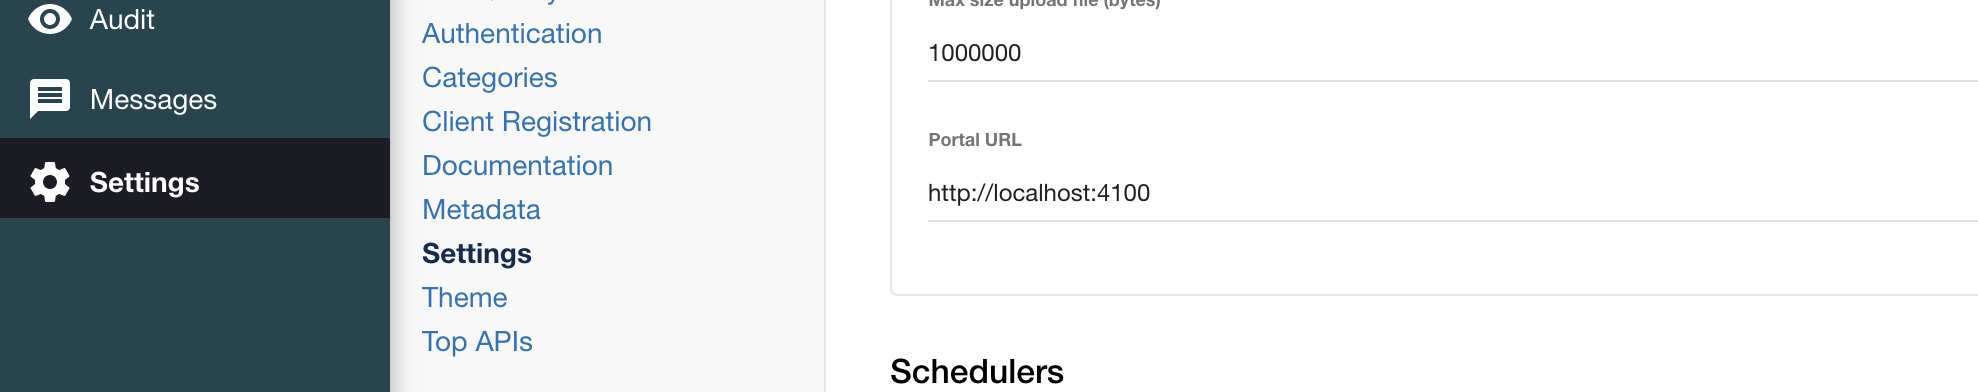 Audit
Messages
Settings
Authentication
Categories
Client Registration
Documentation
Metadata
Settings
Theme
Top APIs
Max size upload file (bytes)
1000000
Portal URL
http://localhost:4100
Schedulers